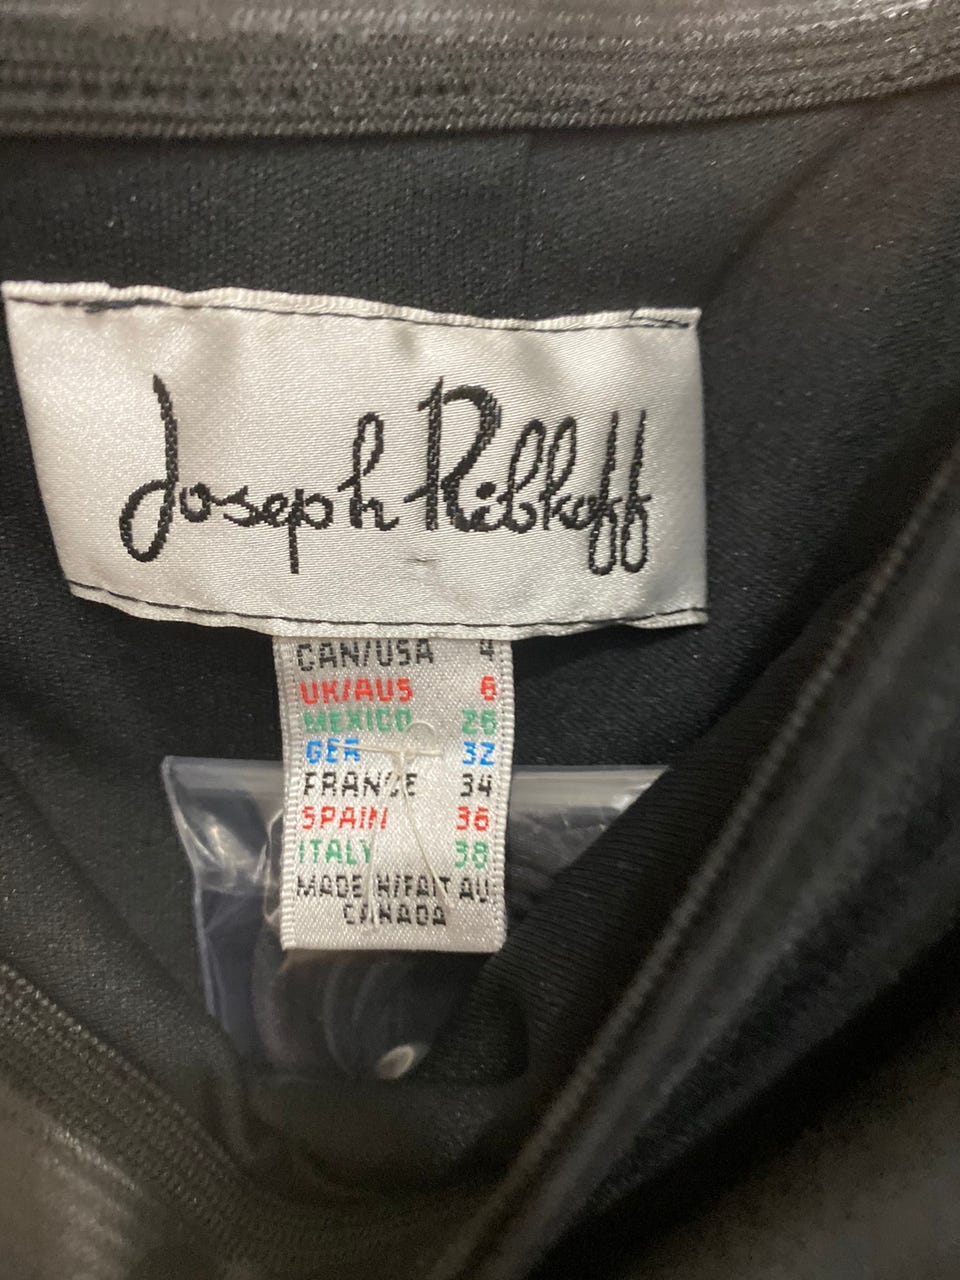 Joseph Ribkoff
CAN/USA 4
UK/AUS 6
MEXICO 26
GER 32
FRANCE 34
SPAIN 36
ITALY 38
MADE IN/FAIT AU
CANADA